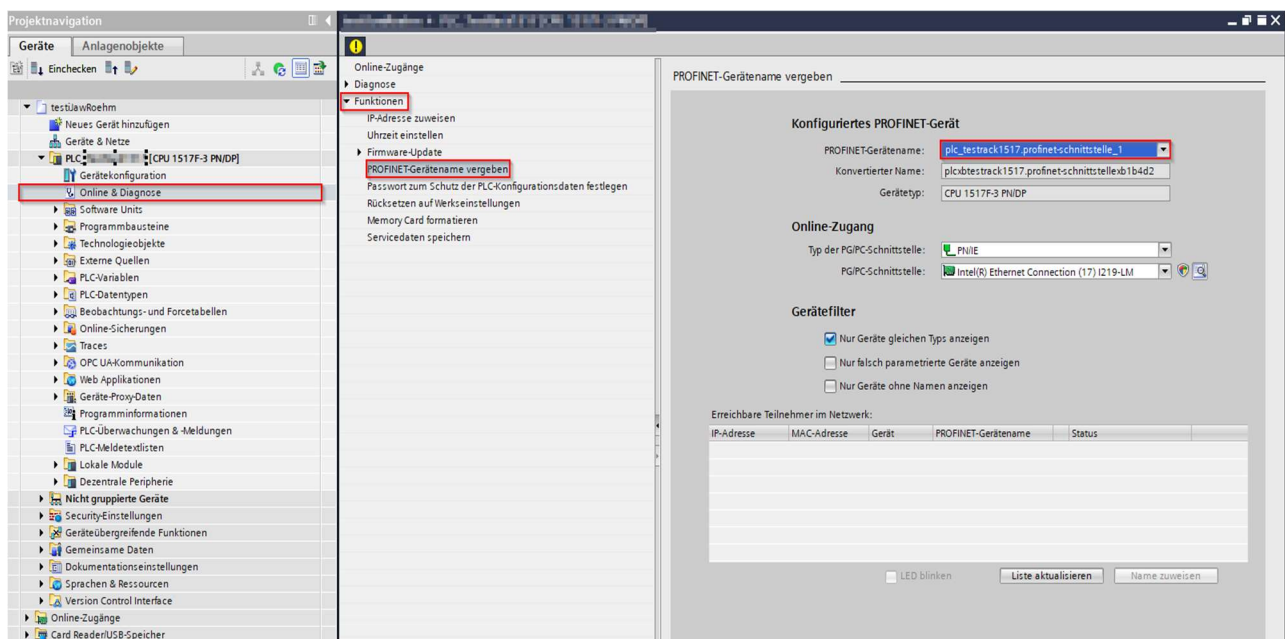 Projektnavigation
Geräte
Anlagenobjekte
Einchecken
testiJawRoehm
Neues Gerät hinzufügen
Geräte & Netze
PLC [CPU 1517F-3 PN/DP]
Gerätekonfiguration
Online & Diagnose
Software Units
Programmbausteine
Technologieobjekte
Externe Quellen
PLC-Variablen
PLC-Datentypen
Beobachtungs- und Forcetabellen
Online-Sicherungen
Traces
OPC UA-Kommunikation
Web Applikationen
Geräte-Proxy-Daten
Programminformationen
PLC-Überwachungen & -Meldungen
PLC-Meldetextlisten
Lokale Module
Dezentrale Peripherie
Nicht gruppierte Geräte
Security-Einstellungen
Geräteübergreifende Funktionen
Gemeinsame Daten
Dokumentationseinstellungen
Sprachen & Ressourcen
Version Control Interface
Online-Zugänge
Card Reader/USB-Speicher
Online-Zugänge
Diagnose
Funktionen
IP-Adresse zuweisen
Uhrzeit einstellen
Firmware-Update
PROFINET-Gerätename vergeben
Passwort zum Schutz der PLC-Konfigurationsdaten festlegen
Rücksetzen auf Werkseinstellungen
Memory Card formatieren
Servicedaten speichern
PROFINET-Gerätename vergeben
Konfiguriertes PROFINET-Gerät
PROFINET-Gerätename: plc_testrack1517.profinet-schnittstelle_1
Konvertierter Name: plcxbtestrack1517.profinet-schnittstellexb1b4d2
Gerätetyp: CPU 1517F-3 PN/DP
Online-Zugang
Typ der PG/PC-Schnittstelle: PN/IE
PG/PC-Schnittstelle: Intel(R) Ethernet Connection (17) I219-LM
Gerätefilter
Nur Geräte gleichen Typs anzeigen
Nur falsch parametrierte Geräte anzeigen
Nur Geräte ohne Namen anzeigen
Erreichbare Teilnehmer im Netzwerk:
IP-Adresse MAC-Adresse Gerät PROFINET-Gerätename Status
LED blinken Liste aktualisieren Name zuweisen